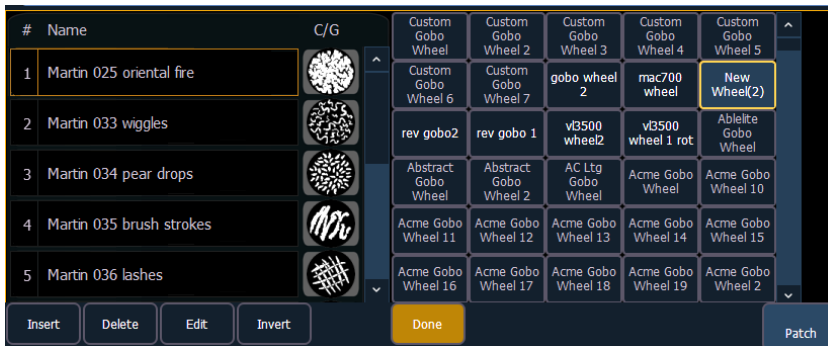 # Name C/G
1 Martin 025 oriental fire
2 Martin 033 wiggles
3 Martin 034 pear drops
4 Martin 035 brush strokes
5 Martin 036 lashes
Custom
Gobo
Wheel
Custom
Gobo
Wheel 2
Custom
Gobo
Wheel 3
Custom
Gobo
Wheel 4
Custom
Gobo
Wheel 5
Custom
Gobo
Wheel 6
Custom
Gobo
Wheel 7
gobo wheel
2
mac700
wheel
New
Wheel(2)
rev gobo2
rev gobo 1
vl3500
wheel2
vl3500
wheel 1 rot
Ablelite
Gobo
Wheel
Abstract
Gobo
Wheel
Abstract
Gobo
Wheel 2
AC Ltg
Gobo
Wheel
Acme Gobo
Wheel
Acme Gobo
Wheel 10
Acme Gobo
Wheel 11
Acme Gobo
Wheel 12
Acme Gobo
Wheel 13
Acme Gobo
Wheel 14
Acme Gobo
Wheel 15
Acme Gobo
Wheel 16
Acme Gobo
Wheel 17
Acme Gobo
Wheel 18
Acme Gobo
Wheel 19
Acme Gobo
Wheel 2
Insert
Delete
Edit
Invert
Done
Patch